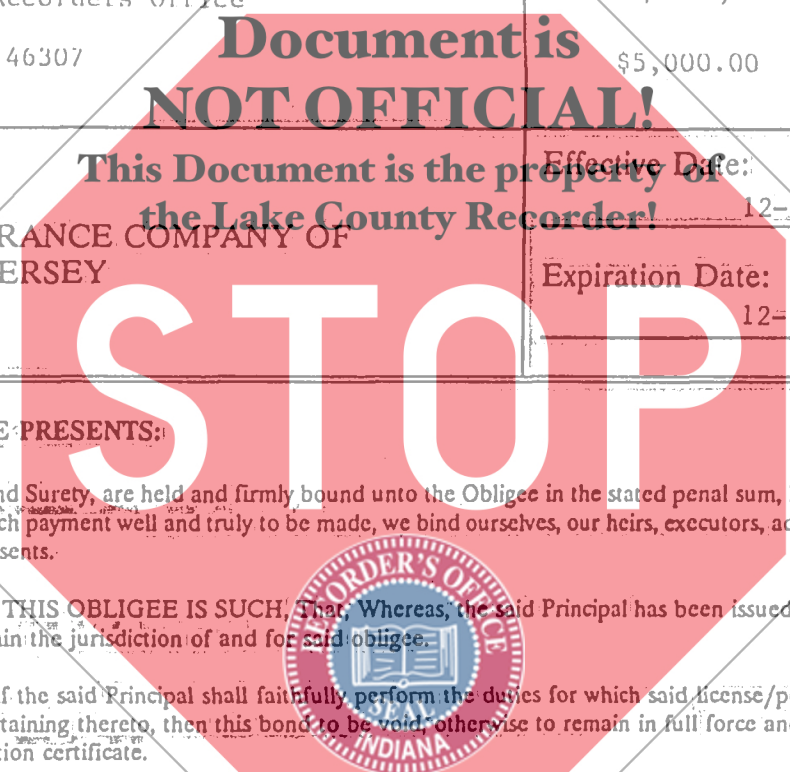 Recorders Office
Document is
46307
$5,000.00
NOT OFFICIAL!
This Document is the property of
Effective Date:
the Lake County Recorder!
12-
RANCE COMPANY OF
ERSEY
Expiration Date:
12-
STOP
E PRESENTS:
nd Surety, are held and firmly bound unto the Obligee in the stated penal sum,
ch payment well and truly to be made, we bind ourselves, our heirs, executors, ad
sents.
THIS OBLIGEE IS SUCH, That, Whereas, the said Principal has been issued
in the jurisdiction of and for said obligee.
f the said Principal shall faithfully perform the duties for which said license/p
taining thereto, then this bond to be void, otherwise to remain in full force an
tion certificate.
RECORDER'S OFFICE
SEAL
INDIANA